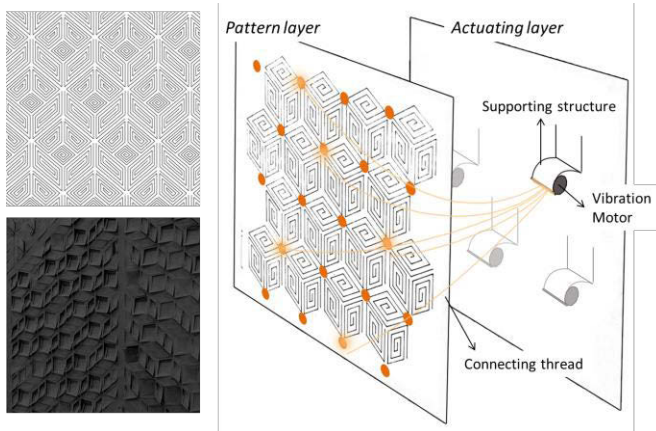 Pattern layer
Actuating layer
Supporting structure
Vibration
Motor
Connecting thread